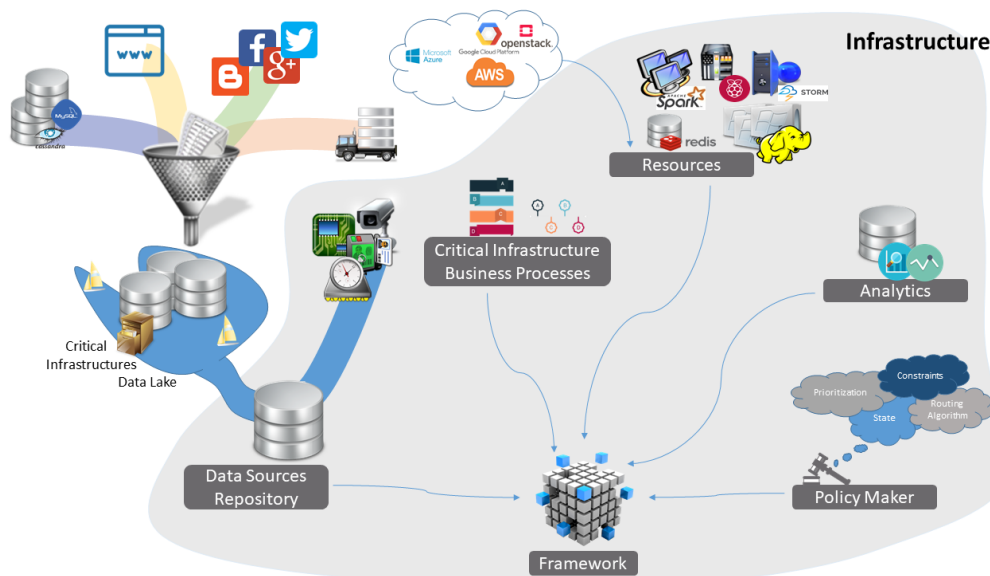 Infrastructure
www
Microsoft
Azure
Google Cloud Platform
openstack.
AWS
MySQL
cassandra
APACHE
Spark
STORM
redis
Resources
A
B
C
D
A
B
C
D
Critical Infrastructure
Business Processes
Analytics
Critical
Infrastructures
Data Lake
Constraints
Prioritization
Routing
Algorithm
State
Data Sources
Repository
Policy Maker
Framework